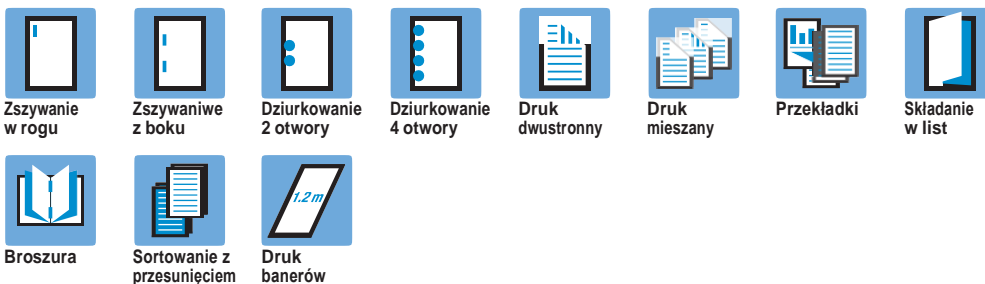 Zszywanie
w rogu
Zszywaniwe
z boku
Dziurkowanie
2 otwory
Dziurkowanie
4 otwory
Druk
dwustronny
Druk
mieszany
Przekładki
Składanie
w list
1.2 m
Broszura
Sortowanie z
przesunięciem
Druk
banerów